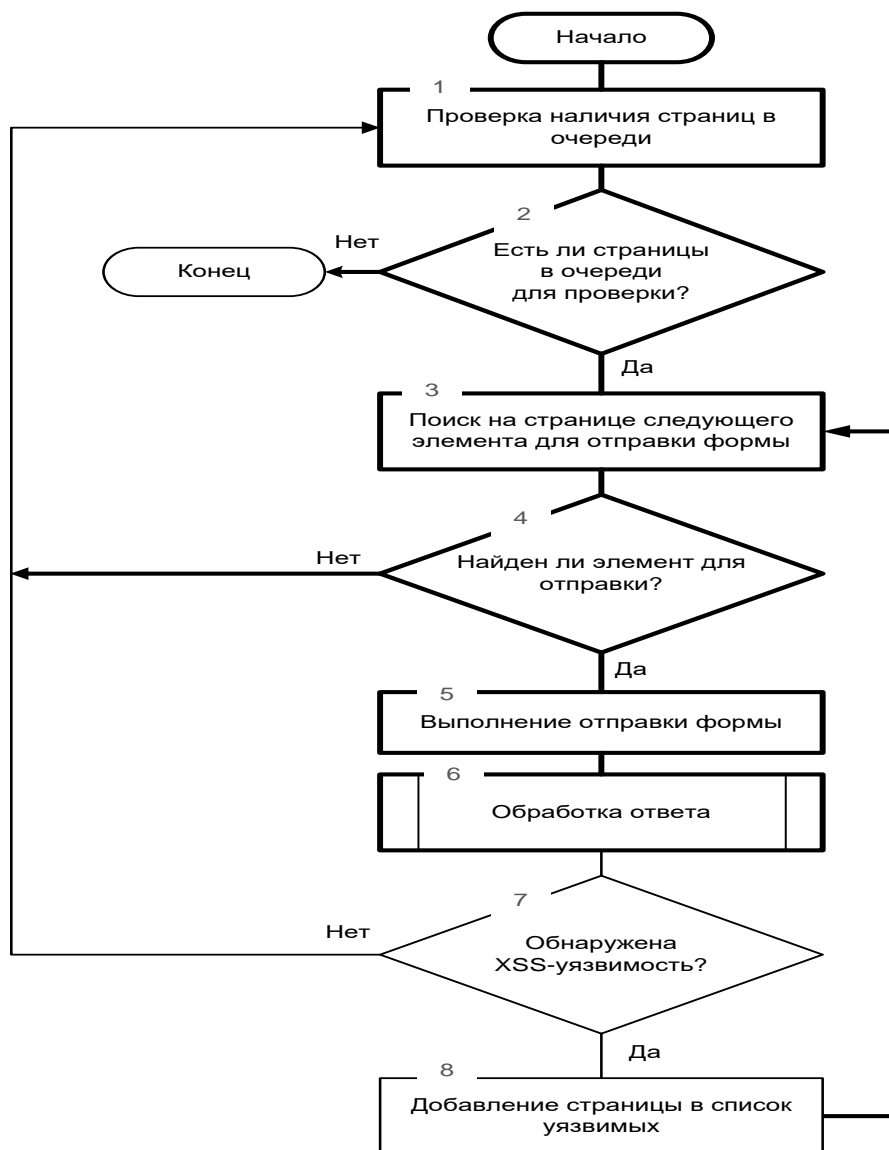 Начало
1
Проверка наличия страниц в
очереди
2
Нет
Есть ли страницы
в очереди
для проверки?
Конец
Да
3
Поиск на странице следующего
элемента для отправки формы
4
Нет
Найден ли элемент для
отправки?
Да
5
Выполнение отправки формы
6
Обработка ответа
7
Нет
Обнаружена
XSS-уязвимость?
Да
8
Добавление страницы в список
уязвимых